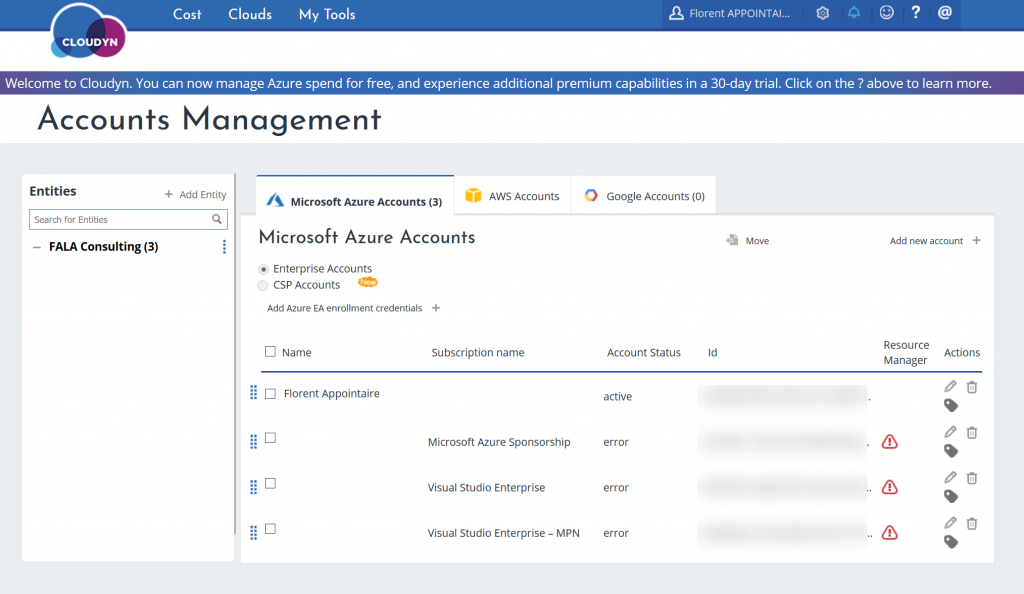 Cost Clouds My Tools
Florent APPOINTAI... ? @
CLOUDYN
Welcome to Cloudyn. You can now manage Azure spend for free, and experience additional premium capabilities in a 30-day trial. Click on the ? above to learn more.
Accounts Management
Entities
+ Add Entity
Search for Entities
− FALA Consulting (3)
Microsoft Azure Accounts (3)
AWS Accounts
Google Accounts (0)
Microsoft Azure Accounts
Move
Add new account +
Enterprise Accounts
CSP Accounts New
Add Azure EA enrollment credentials +
Name Subscription name Account Status Id Resource Manager Actions
Florent Appointaire active
Microsoft Azure Sponsorship error
Visual Studio Enterprise error
Visual Studio Enterprise – MPN error